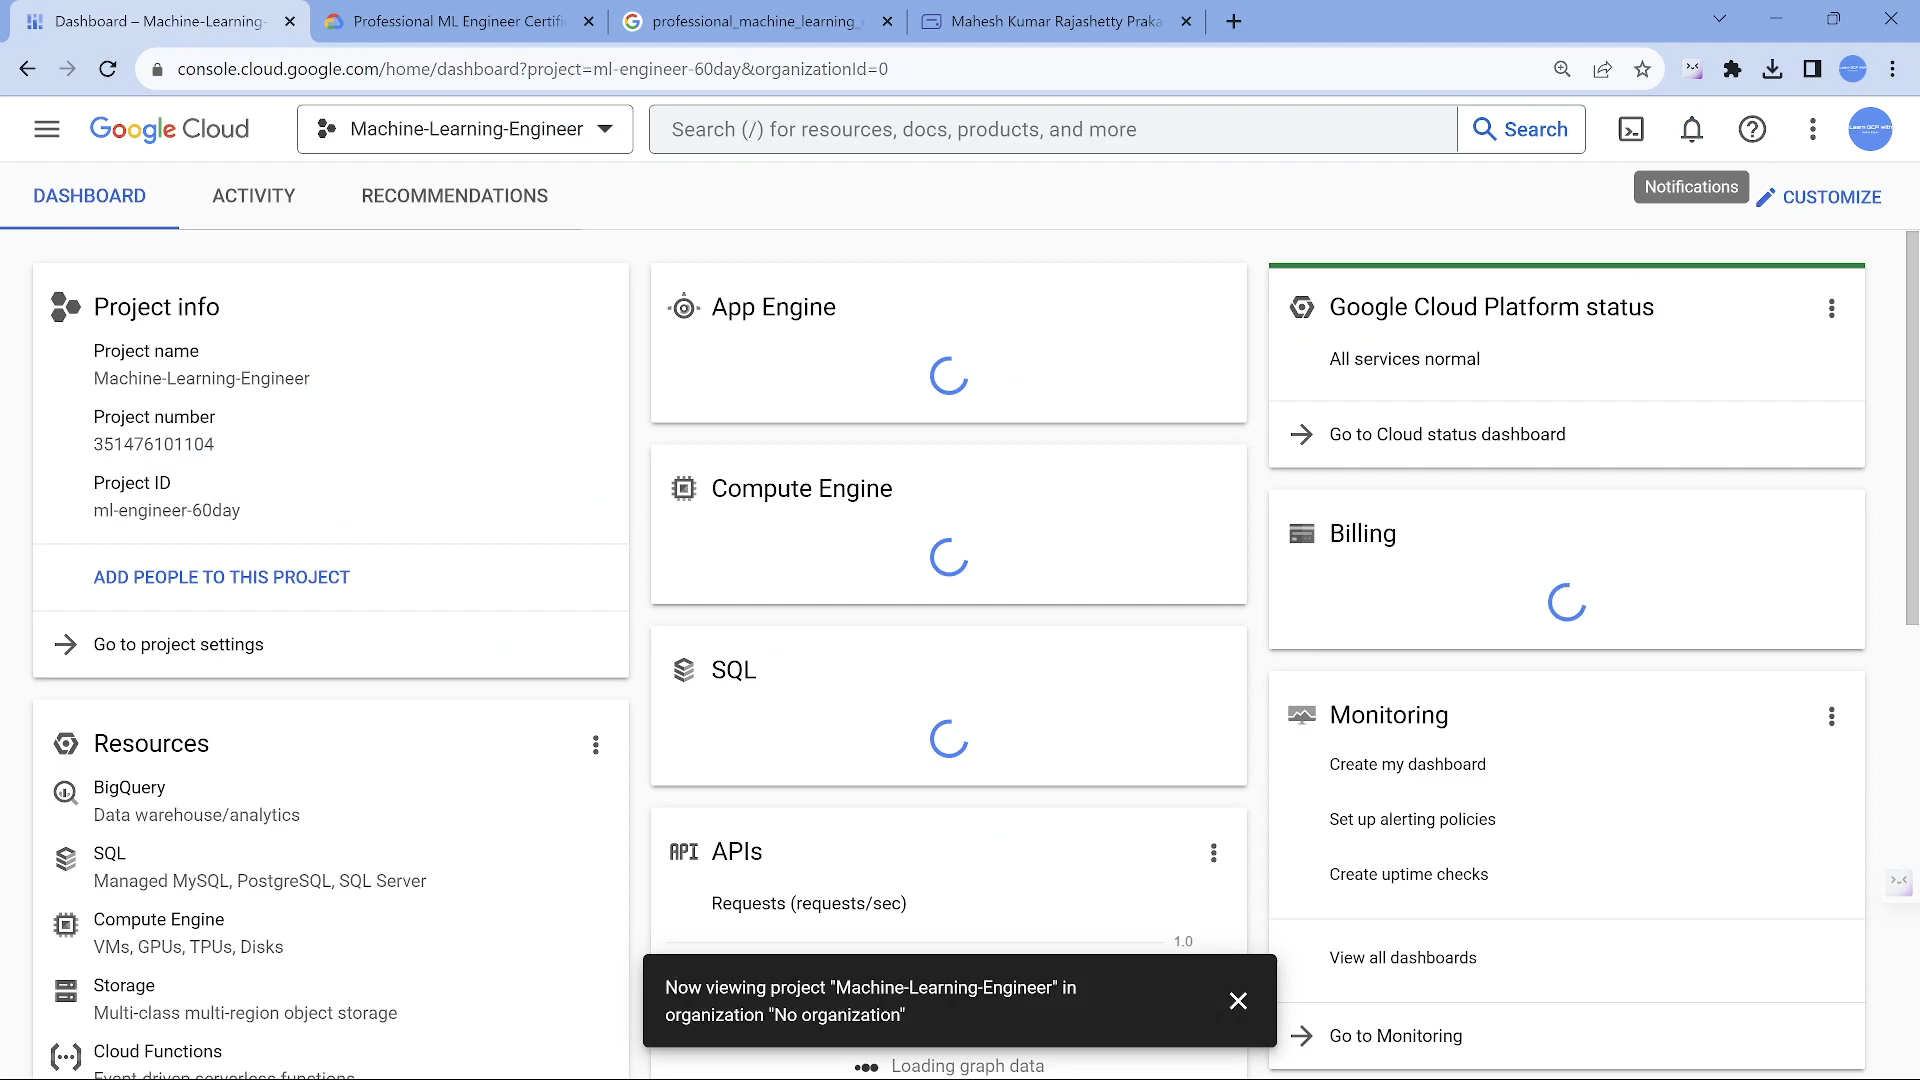 Dashboard – Machine-Learning-
Professional ML Engineer Certifi
professional_machine_learning_e
Mahesh Kumar Rajashetty Praka
console.cloud.google.com/home/dashboard?project=ml-engineer-60day&organizationId=0
Google Cloud
Machine-Learning-Engineer
Search (/) for resources, docs, products, and more
Search
DASHBOARD
ACTIVITY
RECOMMENDATIONS
Notifications
CUSTOMIZE
Project info
Project name
Machine-Learning-Engineer
Project number
351476101104
Project ID
ml-engineer-60day
ADD PEOPLE TO THIS PROJECT
Go to project settings
Resources
BigQuery
Data warehouse/analytics
SQL
Managed MySQL, PostgreSQL, SQL Server
Compute Engine
VMs, GPUs, TPUs, Disks
Storage
Multi-class multi-region object storage
Cloud Functions
Event driven serverless functions
App Engine
Compute Engine
SQL
API APIs
Requests (requests/sec)
1.0
Now viewing project "Machine-Learning-Engineer" in
organization "No organization"
Loading graph data
Google Cloud Platform status
All services normal
Go to Cloud status dashboard
Billing
Monitoring
Create my dashboard
Set up alerting policies
Create uptime checks
View all dashboards
Go to Monitoring